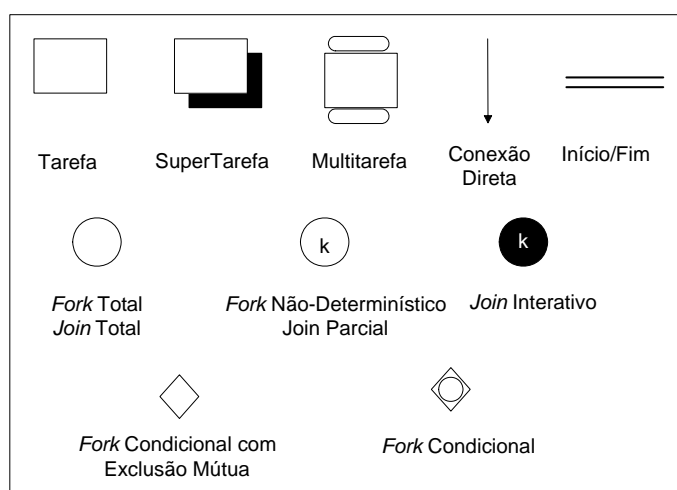 Tarefa
SuperTarefa
Multitarefa
Conexão
Direta
Início/Fim
k
k
Fork Total
Join Total
Fork Não-Determinístico
Join Parcial
Join Interativo
Fork Condicional com
Exclusão Mútua
Fork Condicional